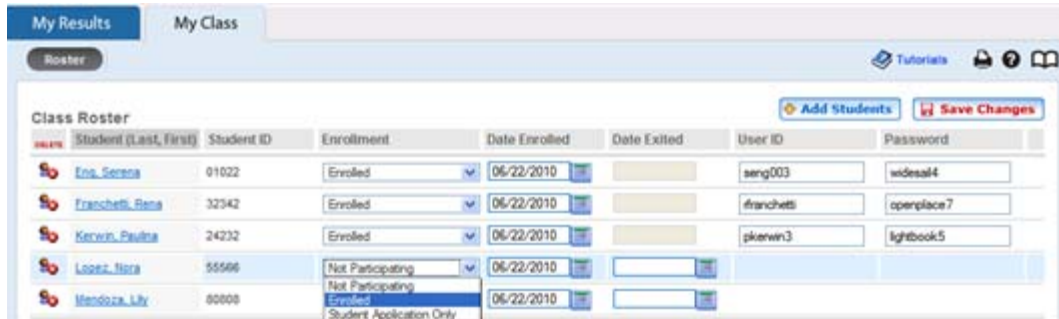 My Results My Class
Roster Tutorials
Class Roster Add Students Save Changes
DELETE Student (Last, First) Student ID Enrollment Date Enrolled Date Exited User ID Password
Eng, Serena 01022 Enrolled 06/22/2010 seng003 widesail4
Franchetti, Rena 32342 Enrolled 06/22/2010 rfranchetti openplace7
Kerwin, Paulina 24232 Enrolled 06/22/2010 pkerwin3 lightbook5
Lopez, Nora 55566 Not Participating 06/22/2010
Not Participating
Mendoza, Lily 80808 Enrolled 06/22/2010
Student Application Only